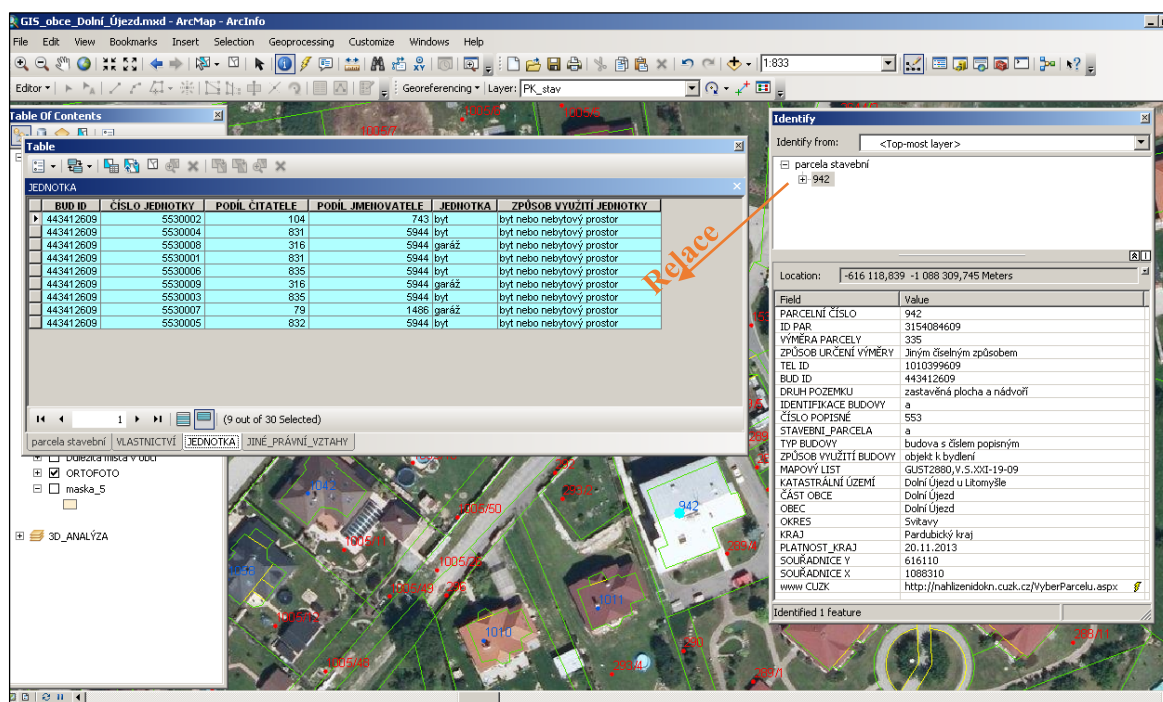 GIS_obce_Dolní_Újezd.mxd - ArcMap - ArcInfo
File Edit View Bookmarks Insert Selection Geoprocessing Customize Windows Help
1:833
Editor Georeferencing Layer: PK_stav
Table Of Contents
Table
JEDNOTKA
BUD ID ČÍSLO JEDNOTKY PODÍL ČITATELE PODÍL JMENOVATELE JEDNOTKA ZPŮSOB VYUŽITÍ JEDNOTKY
443412609 5530002 104 743 byt byt nebo nebytový prostor
443412609 5530004 831 5944 byt byt nebo nebytový prostor
443412609 5530008 316 5944 garáž byt nebo nebytový prostor
443412609 5530001 831 5944 byt byt nebo nebytový prostor
443412609 5530006 835 5944 byt byt nebo nebytový prostor
443412609 5530009 316 5944 garáž byt nebo nebytový prostor
443412609 5530003 835 5944 byt byt nebo nebytový prostor
443412609 5530007 79 1486 garáž byt nebo nebytový prostor
443412609 5530005 832 5944 byt byt nebo nebytový prostor
1 (9 out of 30 Selected)
parcela stavební VLASTNICTVÍ JEDNOTKA JINÉ_PRÁVNÍ_VZTAHY
ORTOFOTO
maska_5
3D_ANALÝZA
Relace
Identify
Identify from: <Top-most layer>
parcela stavební
942
Location: -616 118,839 -1 088 309,745 Meters
Field Value
PARCELNÍ ČÍSLO 942
ID PAR 3154084609
VÝMĚRA PARCELY 335
ZPŮSOB URČENÍ VÝMĚRY Jiným číselným způsobem
TEL ID 1010399609
BUD ID 443412609
DRUH POZEMKU zastavěná plocha a nádvoří
IDENTIFIKACE BUDOVY a
ČÍSLO POPISNÉ 553
STAVEBNI_PARCELA a
TYP BUDOVY budova s číslem popisným
ZPŮSOB VYUŽITÍ BUDOVY objekt k bydlení
MAPOVÝ LIST GUST2880,V.S.XXI-19-09
KATASTRÁLNÍ ÚZEMÍ Dolní Újezd u Litomyšle
ČÁST OBCE Dolní Újezd
OBEC Dolní Újezd
OKRES Svitavy
KRAJ Pardubický kraj
PLATNOST_KRAJ 20.11.2013
SOUŘADNICE Y 616110
SOUŘADNICE X 1088310
www CUZK http://nahlizenidokn.cuzk.cz/VyberParcelu.aspx
Identified 1 feature
1005/7
1042
942
1011
1010